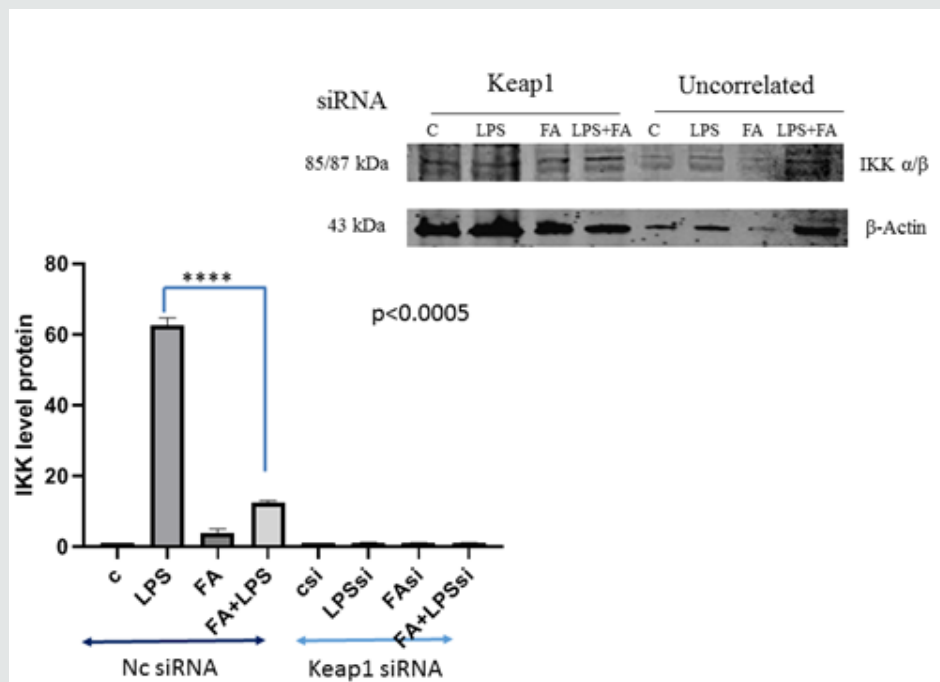 siRNA
Keap1 Uncorrelated
C LPS FA LPS+FA C LPS FA LPS+FA
85/87 kDa IKK α/β
43 kDa β-Actin
80
60
40
20
0
IKK level protein
****
p<0.0005
c LPS FA FA+LPS csi LPSsi FAsi FA+LPSsi
Nc siRNA Keap1 siRNA